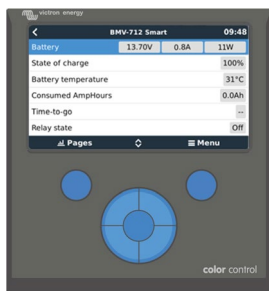 victron energy
BMV-712 Smart 09:48
Battery 13.70V 0.8A 11W
State of charge 100%
Battery temperature 31°C
Consumed AmpHours 0.0Ah
Time-to-go --
Relay state Off
Pages Menu
color control